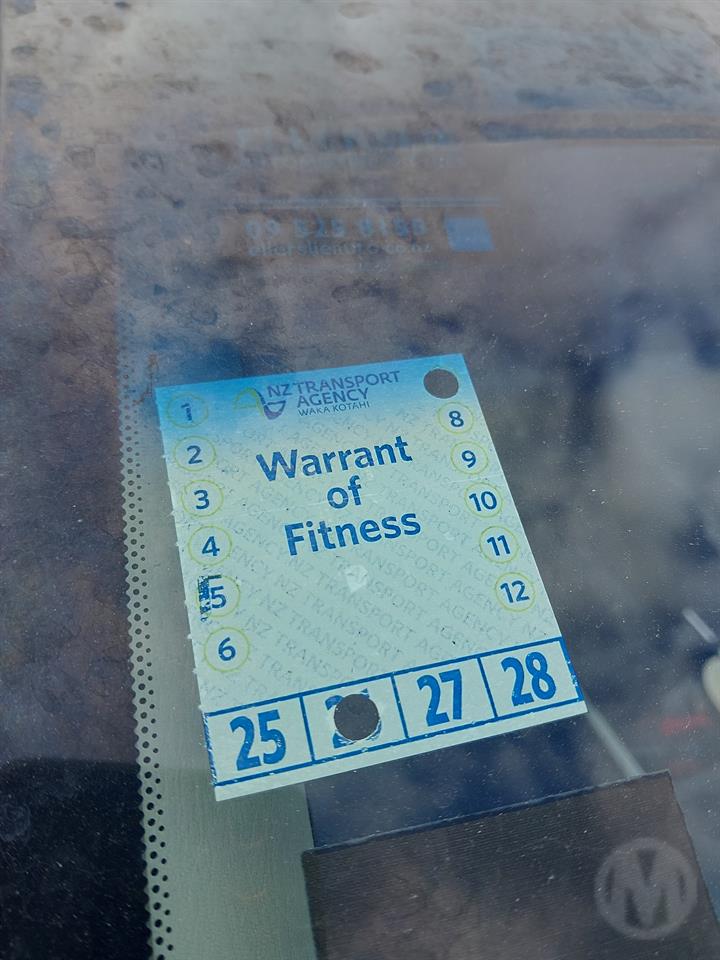 NZ TRANSPORT
AGENCY
WAKA KOTAHI
Warrant
of
Fitness
1
2
3
4
5
6
8
9
10
11
12
25
27
28
M